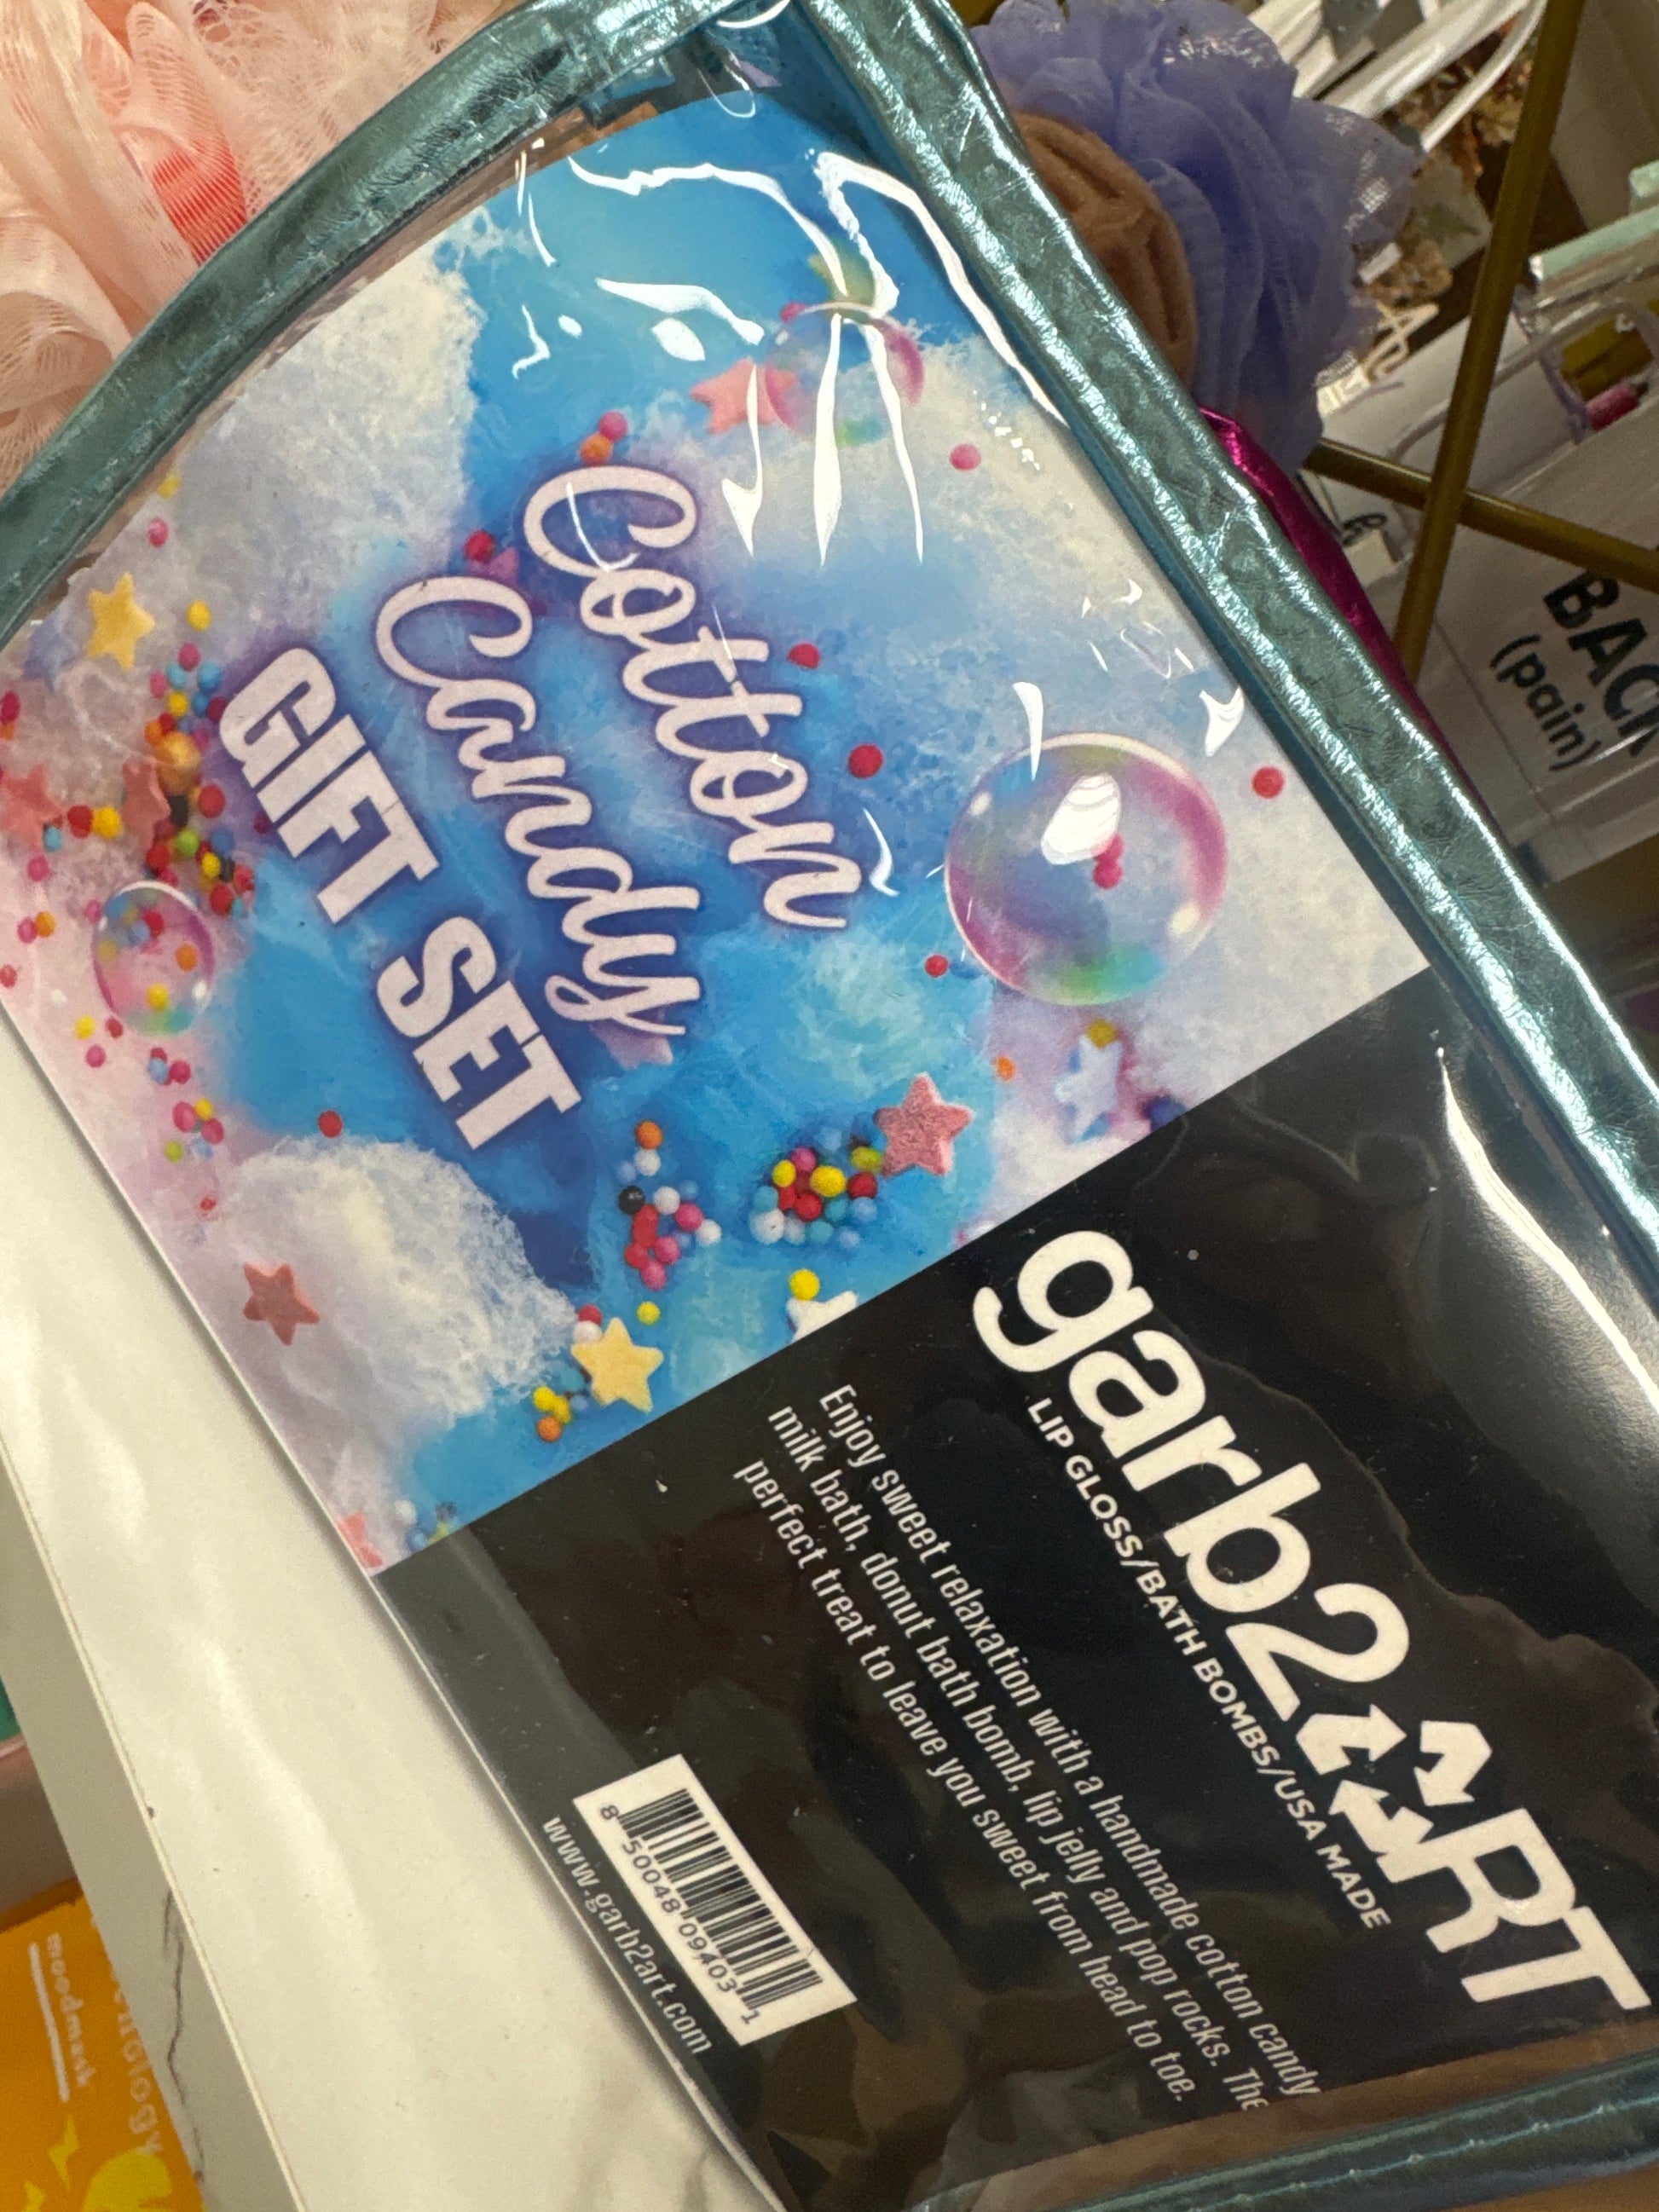 Cotton
Candy
GIFT SET
garb2ART
LIP GLOSS/BATH BOMBS/USA MADE
Enjoy sweet relaxation with a handmade cotton candy
milk bath, donut bath bomb, lip jelly and pop rocks. The
perfect treat to leave you sweet from head to toe.
8 50048 09403 1
www.garb2art.com
BACK
(pain)
moodmask